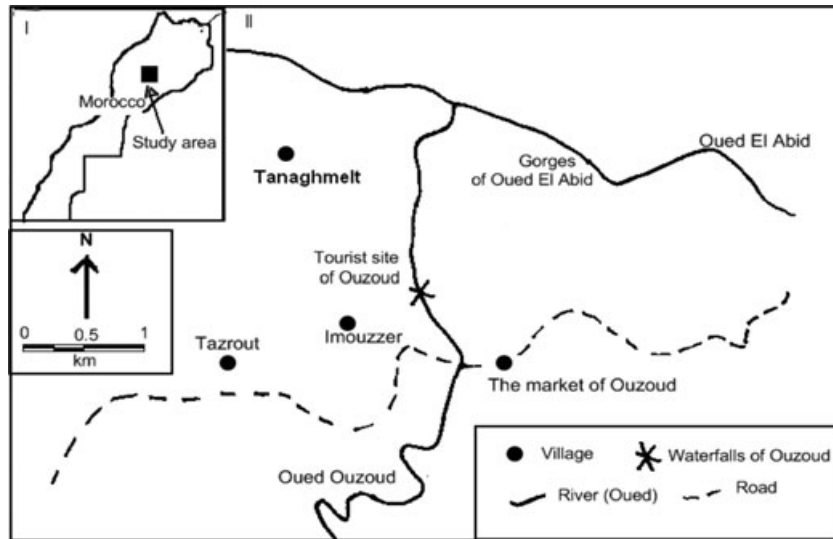 I
II
Morocco
Study area
Tanaghmelt
Gorges
of Oued El Abid
Oued El Abid
N
0 0.5 1
km
Tourist site
of Ouzoud
Imouzzer
Tazrout
The market of Ouzoud
Oued Ouzoud
Village
Waterfalls of Ouzoud
River (Oued)
Road